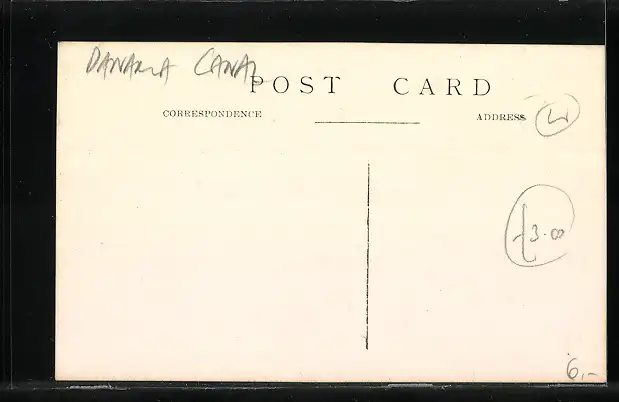 PANAMA CANAL
POST CARD
CORRESPONDENCE
ADDRESS
W
£3.00
6,-